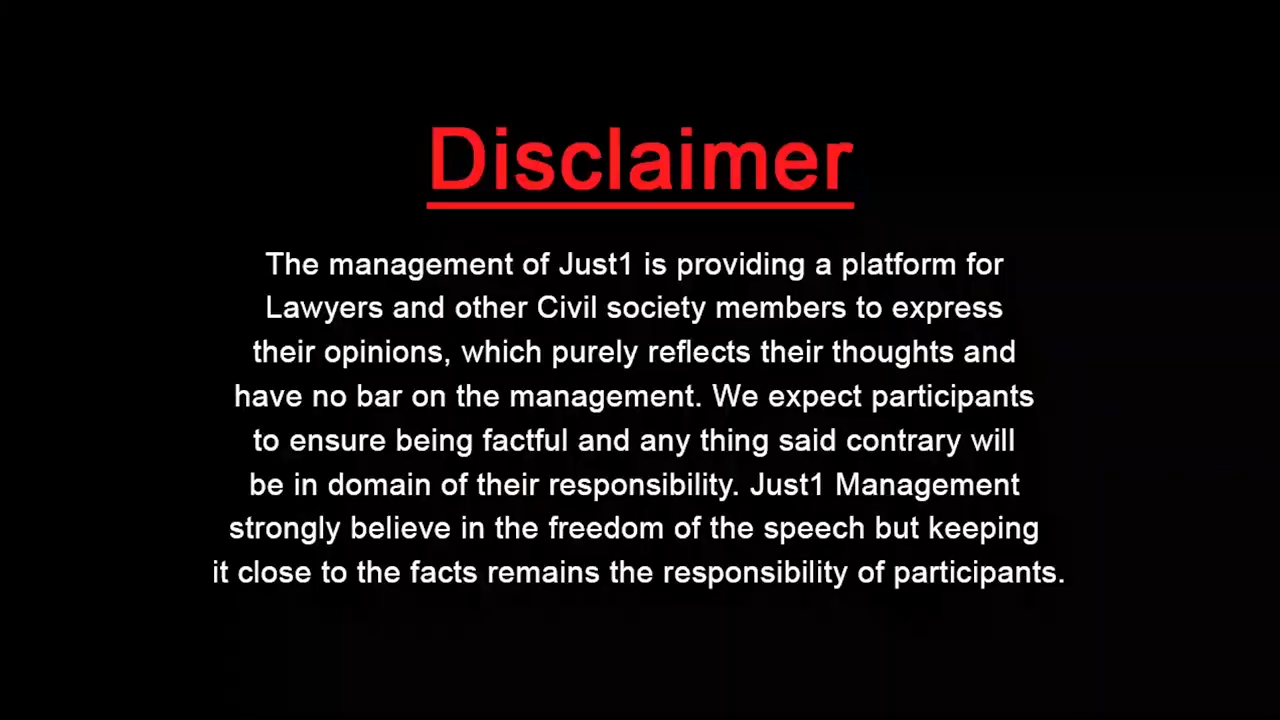 Disclaimer
The management of Just1 is providing a platform for
Lawyers and other Civil society members to express
their opinions, which purely reflects their thoughts and
have no bar on the management. We expect participants
to ensure being factful and any thing said contrary will
be in domain of their responsibility. Just1 Management
strongly believe in the freedom of the speech but keeping
it close to the facts remains the responsibility of participants.